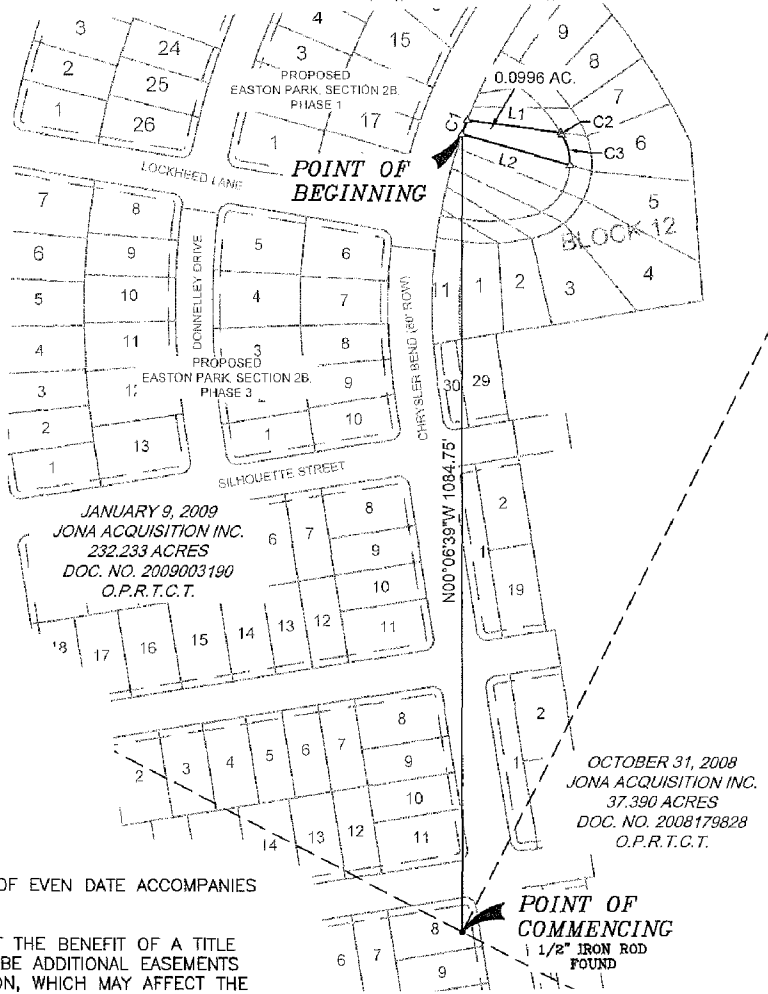 3
24
4
15
9
2
25
3
PROPOSED
EASTON PARK, SECTION 2B,
PHASE 1
0.0996 AC.
8
1
26
1
17
C1
L1
C2
7
L2
C3
6
LOCKHEED LANE
POINT OF
BEGINNING
5
BLOCK 12
4
7
8
5
6
11
1
2
3
6
9
DONNELLEY DRIVE
4
7
CHRYSLER BEND (60' ROW)
5
10
4
11
3
8
PROPOSED
EASTON PARK, SECTION 2B,
PHASE 3
30
29
3
9
2
1
10
1
13
SILHOUETTE STREET
N00°06'39"W 1084.75'
JANUARY 9, 2009
JONA ACQUISITION INC.
232.233 ACRES
DOC. NO. 2009003190
O.P.R.T.C.T.
6
7
8
9
10
11
2
1
19
18
17
16
15
14
13
12
2
3
4
5
6
7
8
9
10
11
2
1
14
13
12
OCTOBER 31, 2008
JONA ACQUISITION INC.
37.390 ACRES
DOC. NO. 2008179828
O.P.R.T.C.T.
OF EVEN DATE ACCOMPANIES
POINT OF
COMMENCING
1/2" IRON ROD
FOUND
8
6
7
9
T THE BENEFIT OF A TITLE
BE ADDITIONAL EASEMENTS
ON, WHICH MAY AFFECT THE